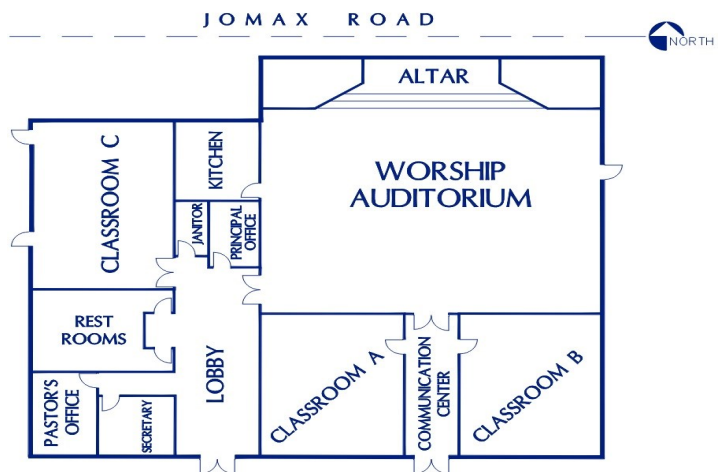 JOMAX ROAD
NORTH
ALTAR
CLASSROOM C
KITCHEN
WORSHIP
AUDITORIUM
JANITOR
PRINCIPAL
OFFICE
REST
ROOMS
LOBBY
CLASSROOM A
COMMUNICATION
CENTER
CLASSROOM B
PASTOR'S
OFFICE
SECRETARY